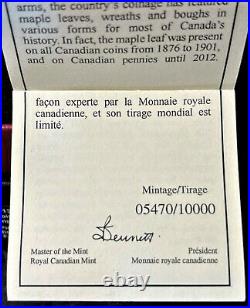 arms, the country's coinage has featured
maple leaves, wreaths and boughs in
various forms for most of Canada's
history. In fact, the maple leaf was present
on all Canadian coins from 1876 to 1901,
and on Canadian pennies until 2012.
façon experte par la Monnaie royale
canadienne, et son tirage mondial est
limité.
Mintage/Tirage
05470/10000
Bennett
Master of the Mint
Royal Canadian Mint
Président
Monnaie royale canadienne